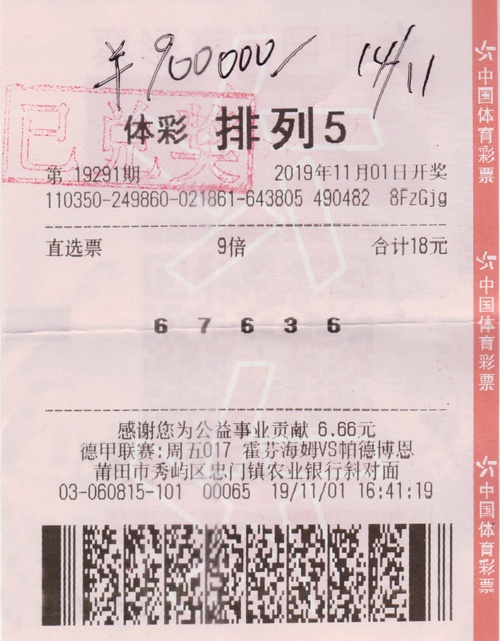 ¥900000/ 14/11
已兑奖
体彩 排列5
第 19291期 2019年11月01日开奖
110350-249860-021861-643805 490482 8FzGjg
直选票 9倍 合计18元
6 7 6 3 6
感谢您为公益事业贡献 6.66元
德甲联赛:周五017 霍芬海姆VS帕德博恩
莆田市秀屿区忠门镇农业银行斜对面
03-060815-101 00065 19/11/01 16:41:19
中国体育彩票
中国体育彩票
中国体育彩票